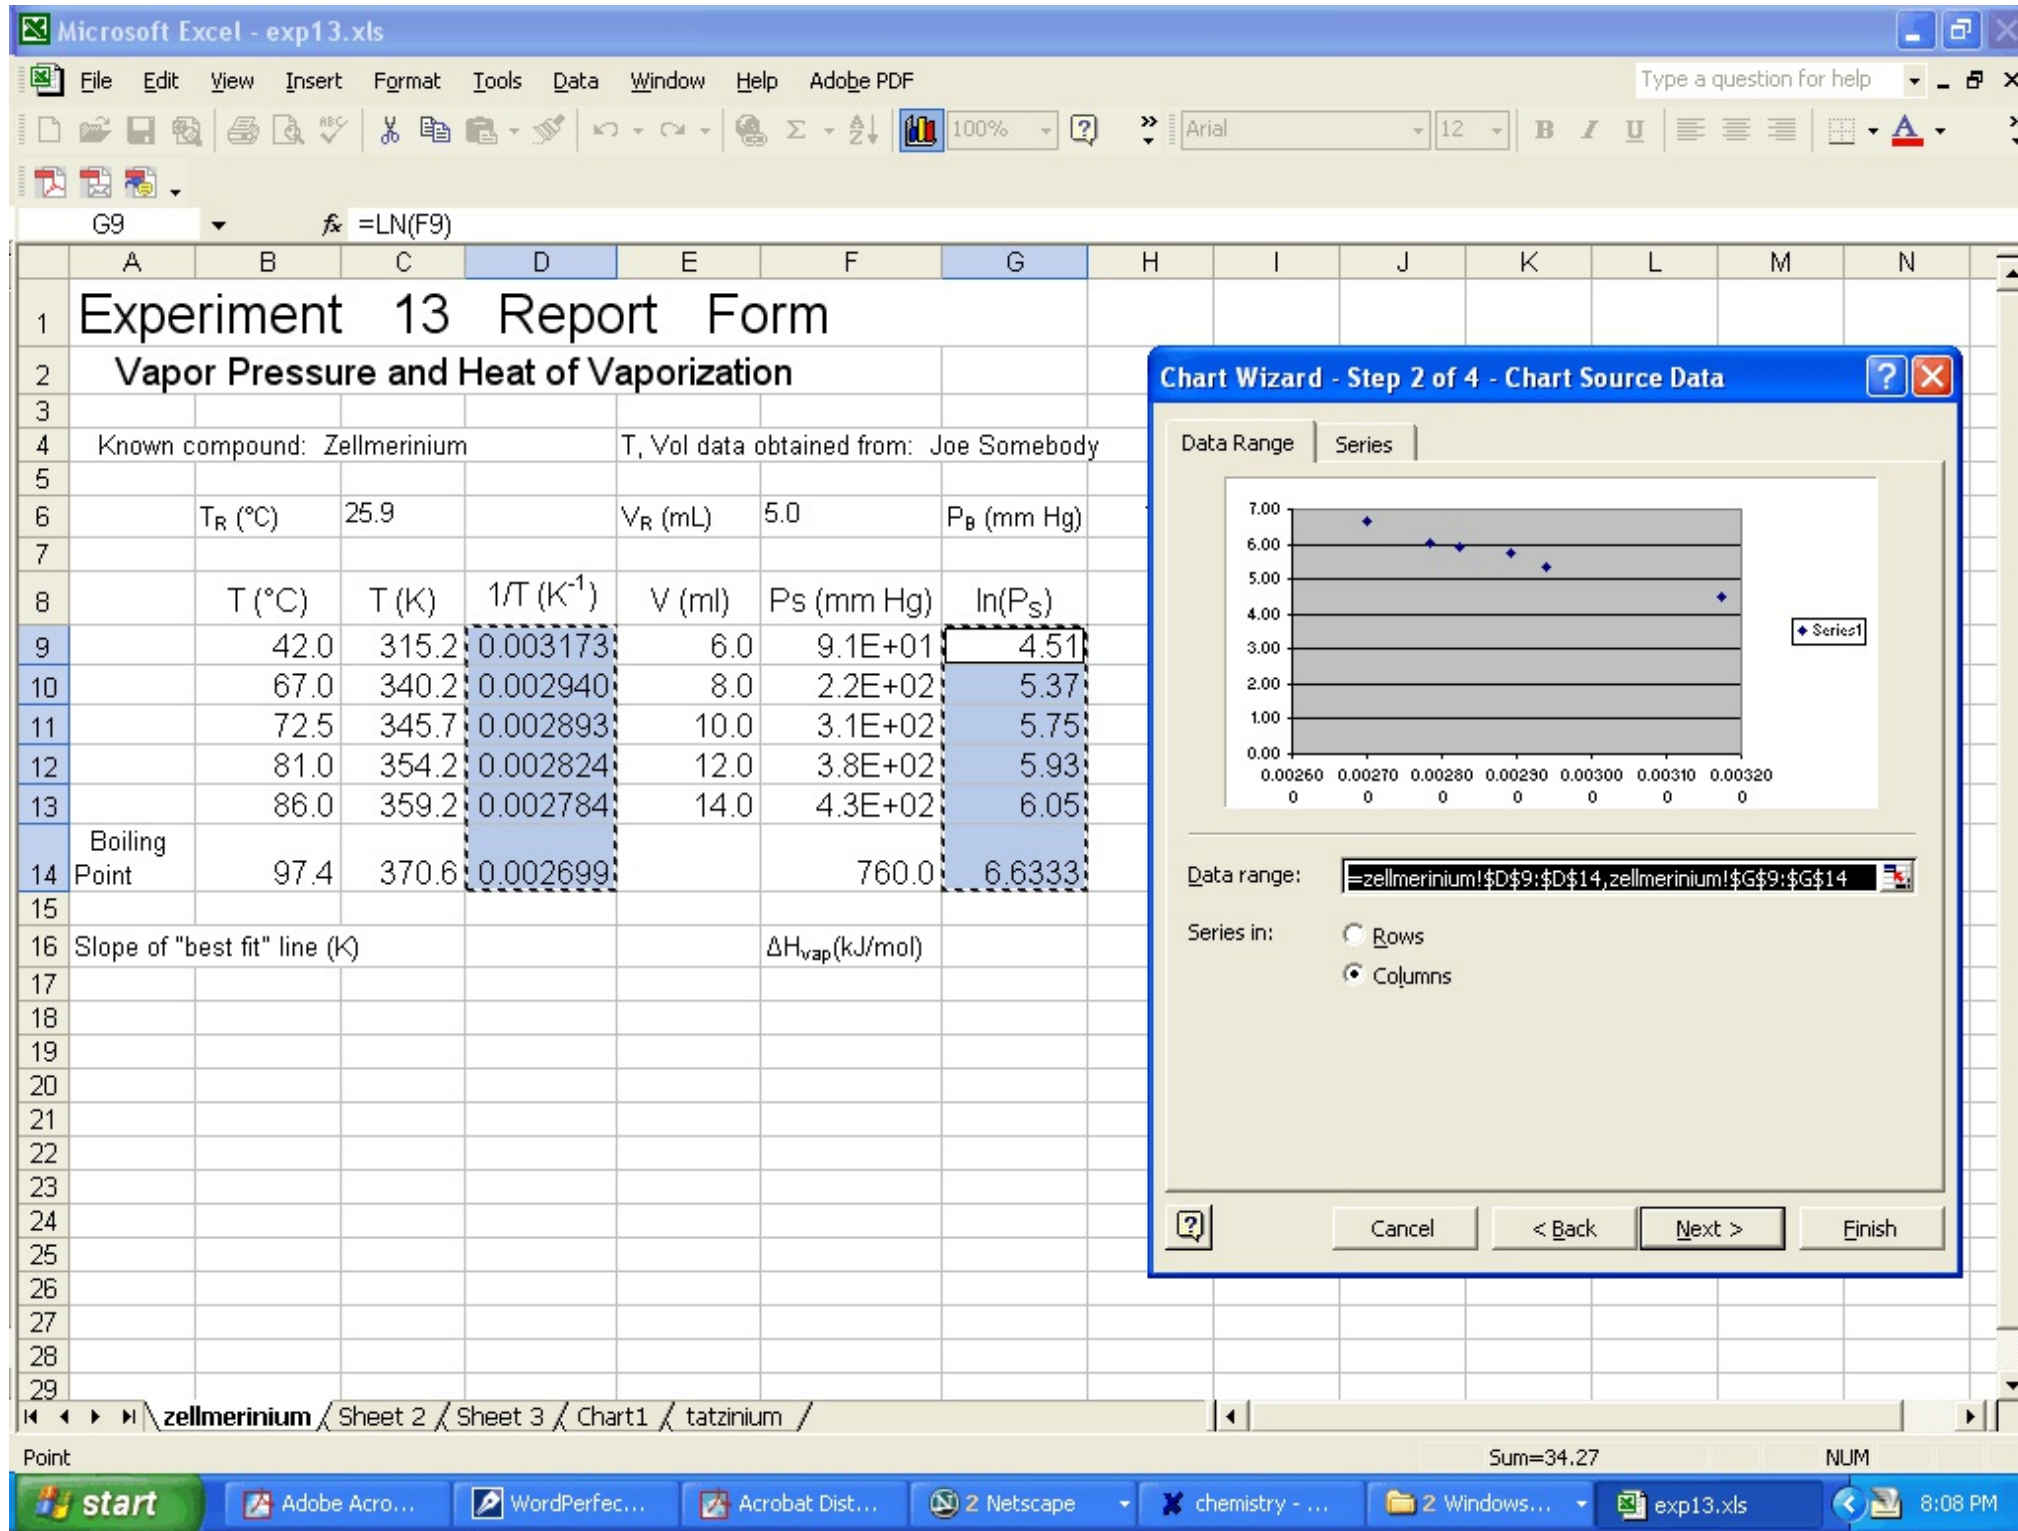 Microsoft Excel - exp13.xls
File Edit View Insert Format Tools Data Window Help Adobe PDF Type a question for help
100% Arial 12 B I U
G9 fx =LN(F9)
A B C D E F G H I J K L M N
1 Experiment 13 Report Form
2 Vapor Pressure and Heat of Vaporization
3
4 Known compound: Zellmerinium T, Vol data obtained from: Joe Somebody
5
6 TR (°C) 25.9 VR (mL) 5.0 PB (mm Hg)
7
8 T (°C) T (K) 1/T (K-1) V (ml) Ps (mm Hg) ln(PS)
9 42.0 315.2 0.003173 6.0 9.1E+01 4.51
10 67.0 340.2 0.002940 8.0 2.2E+02 5.37
11 72.5 345.7 0.002893 10.0 3.1E+02 5.75
12 81.0 354.2 0.002824 12.0 3.8E+02 5.93
13 86.0 359.2 0.002784 14.0 4.3E+02 6.05
Boiling
14 Point 97.4 370.6 0.002699 760.0 6.6333
15
16 Slope of "best fit" line (K) ΔHvap(kJ/mol)
17
18
19
20
21
22
23
24
25
26
27
28
29
Chart Wizard - Step 2 of 4 - Chart Source Data
Data Range Series
7.00
6.00
5.00
4.00
3.00
2.00
1.00
0.00
0.00260 0.00270 0.00280 0.00290 0.00300 0.00310 0.00320
0 0 0 0 0 0 0
Series1
Data range: =zellmerinium!$D$9:$D$14,zellmerinium!$G$9:$G$14
Series in: Rows
Columns
Cancel < Back Next > Finish
zellmerinium Sheet 2 Sheet 3 Chart1 tatzinium
Point Sum=34.27 NUM
start Adobe Acro... WordPerfec... Acrobat Dist... 2 Netscape chemistry - ... 2 Windows... exp13.xls 8:08 PM